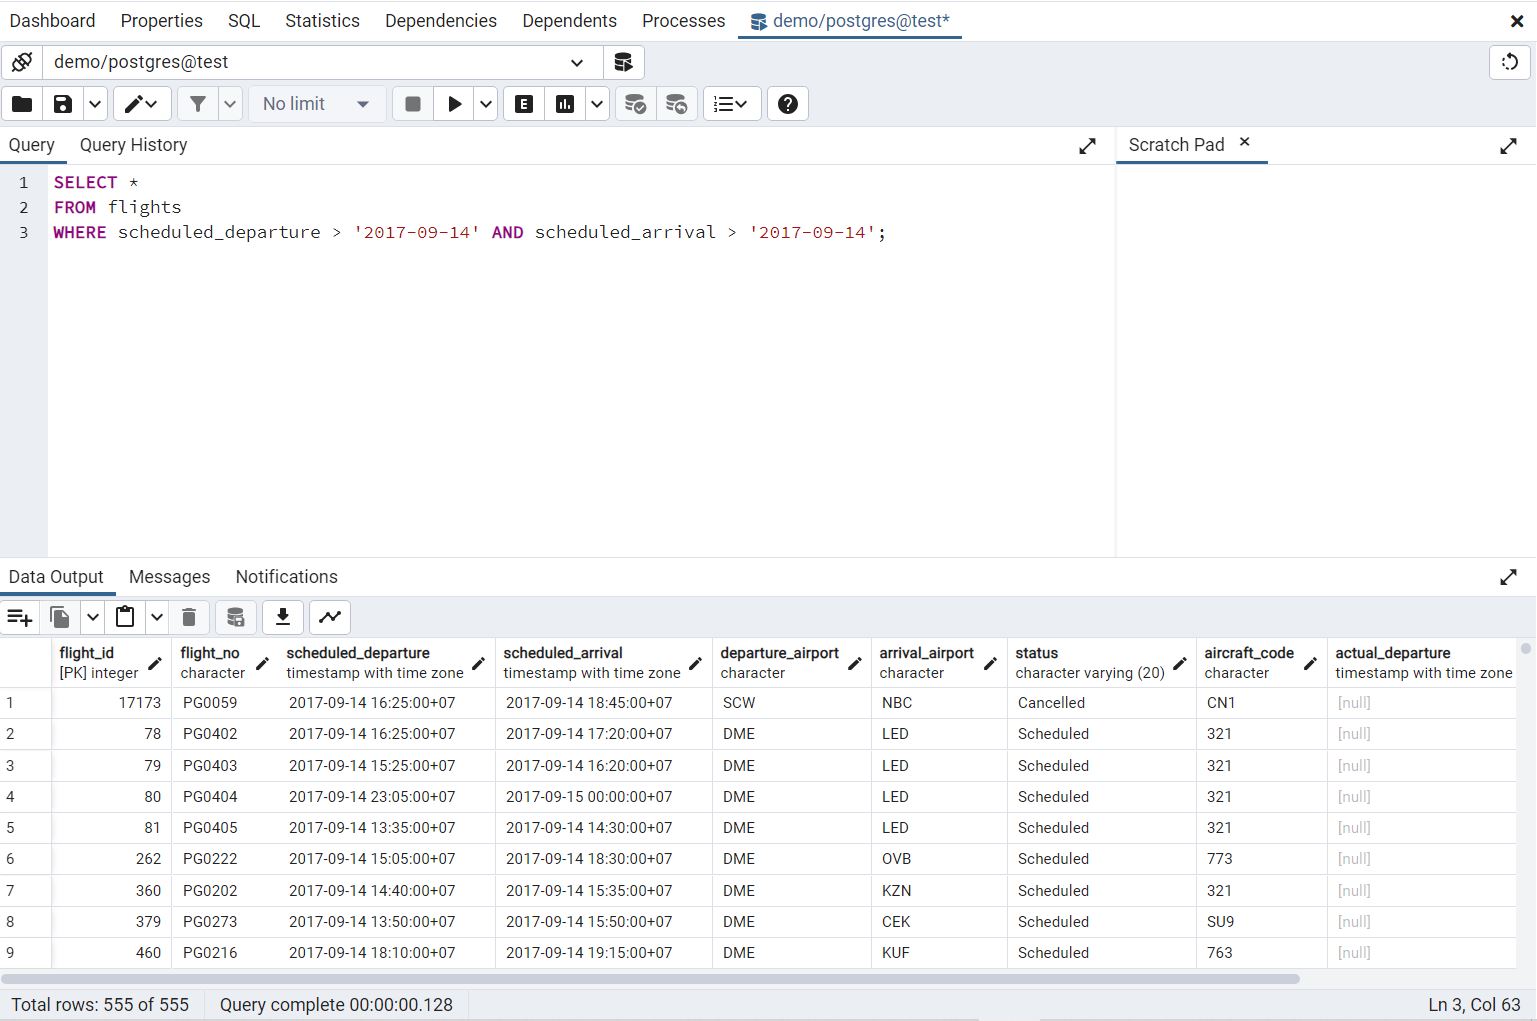 Dashboard Properties SQL Statistics Dependencies Dependents Processes demo/postgres@test*
demo/postgres@test
No limit
Query Query History
Scratch Pad
1 SELECT *
2 FROM flights
3 WHERE scheduled_departure > '2017-09-14' AND scheduled_arrival > '2017-09-14';
Data Output Messages Notifications
flight_id flight_no scheduled_departure scheduled_arrival departure_airport arrival_airport status aircraft_code actual_departure
[PK] integer character timestamp with time zone timestamp with time zone character character character varying (20) character timestamp with time zone
1 17173 PG0059 2017-09-14 16:25:00+07 2017-09-14 18:45:00+07 SCW NBC Cancelled CN1 [null]
2 78 PG0402 2017-09-14 16:25:00+07 2017-09-14 17:20:00+07 DME LED Scheduled 321 [null]
3 79 PG0403 2017-09-14 15:25:00+07 2017-09-14 16:20:00+07 DME LED Scheduled 321 [null]
4 80 PG0404 2017-09-14 23:05:00+07 2017-09-15 00:00:00+07 DME LED Scheduled 321 [null]
5 81 PG0405 2017-09-14 13:35:00+07 2017-09-14 14:30:00+07 DME LED Scheduled 321 [null]
6 262 PG0222 2017-09-14 15:05:00+07 2017-09-14 18:30:00+07 DME OVB Scheduled 773 [null]
7 360 PG0202 2017-09-14 14:40:00+07 2017-09-14 15:35:00+07 DME KZN Scheduled 321 [null]
8 379 PG0273 2017-09-14 13:50:00+07 2017-09-14 15:50:00+07 DME CEK Scheduled SU9 [null]
9 460 PG0216 2017-09-14 18:10:00+07 2017-09-14 19:15:00+07 DME KUF Scheduled 763 [null]
Total rows: 555 of 555 Query complete 00:00:00.128 Ln 3, Col 63